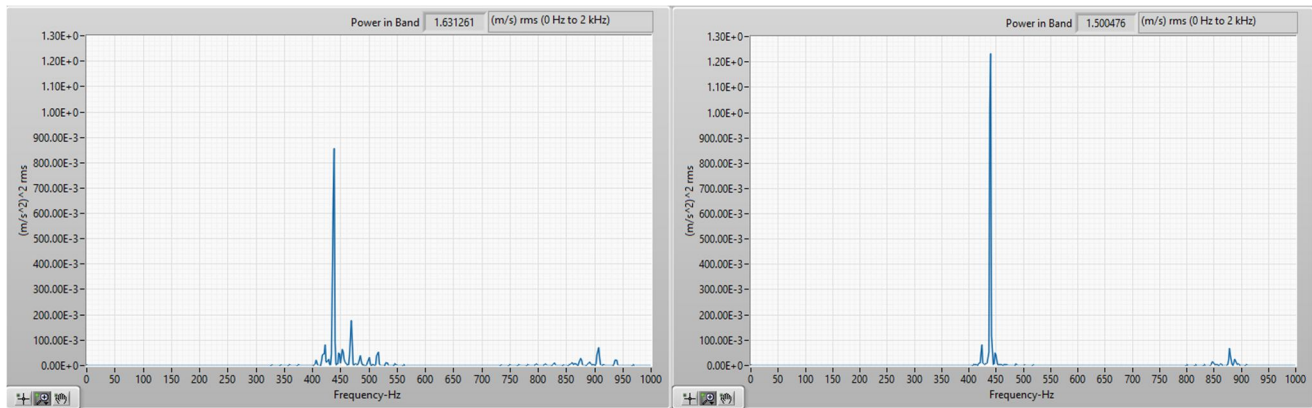 Power in Band 1.631261 (m/s) rms (0 Hz to 2 kHz)
1.30E+0
1.20E+0
1.10E+0
1.00E+0
900.00E-3
800.00E-3
700.00E-3
600.00E-3
500.00E-3
400.00E-3
300.00E-3
200.00E-3
100.00E-3
0.00E+0
(m/s^2)^2 rms
0 50 100 150 200 250 300 350 400 450 500 550 600 650 700 750 800 850 900 950 1000
Frequency-Hz
Power in Band 1.500476 (m/s) rms (0 Hz to 2 kHz)
1.30E+0
1.20E+0
1.10E+0
1.00E+0
900.00E-3
800.00E-3
700.00E-3
600.00E-3
500.00E-3
400.00E-3
300.00E-3
200.00E-3
100.00E-3
0.00E+0
(m/s^2)^2 rms
0 50 100 150 200 250 300 350 400 450 500 550 600 650 700 750 800 850 900 950 1000
Frequency-Hz